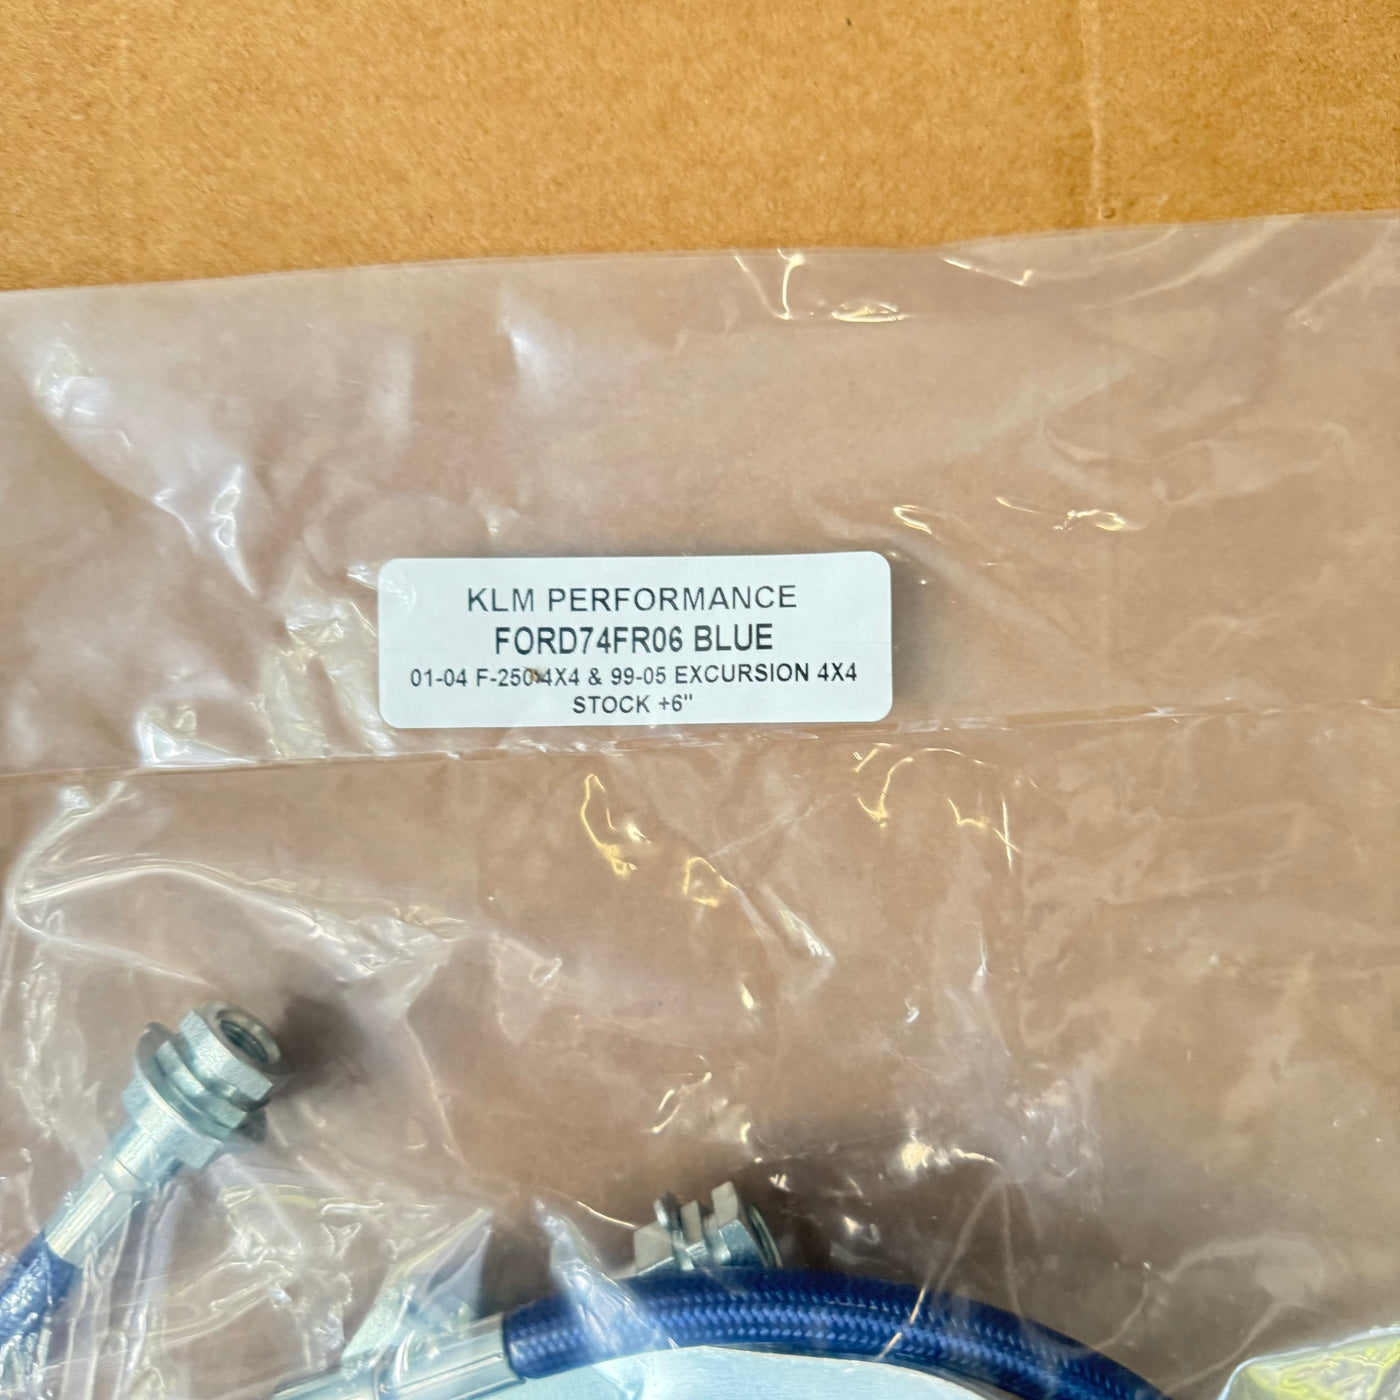 KLM PERFORMANCE
FORD74FR06 BLUE
01-04 F-250 4X4 & 99-05 EXCURSION 4X4
STOCK +6"